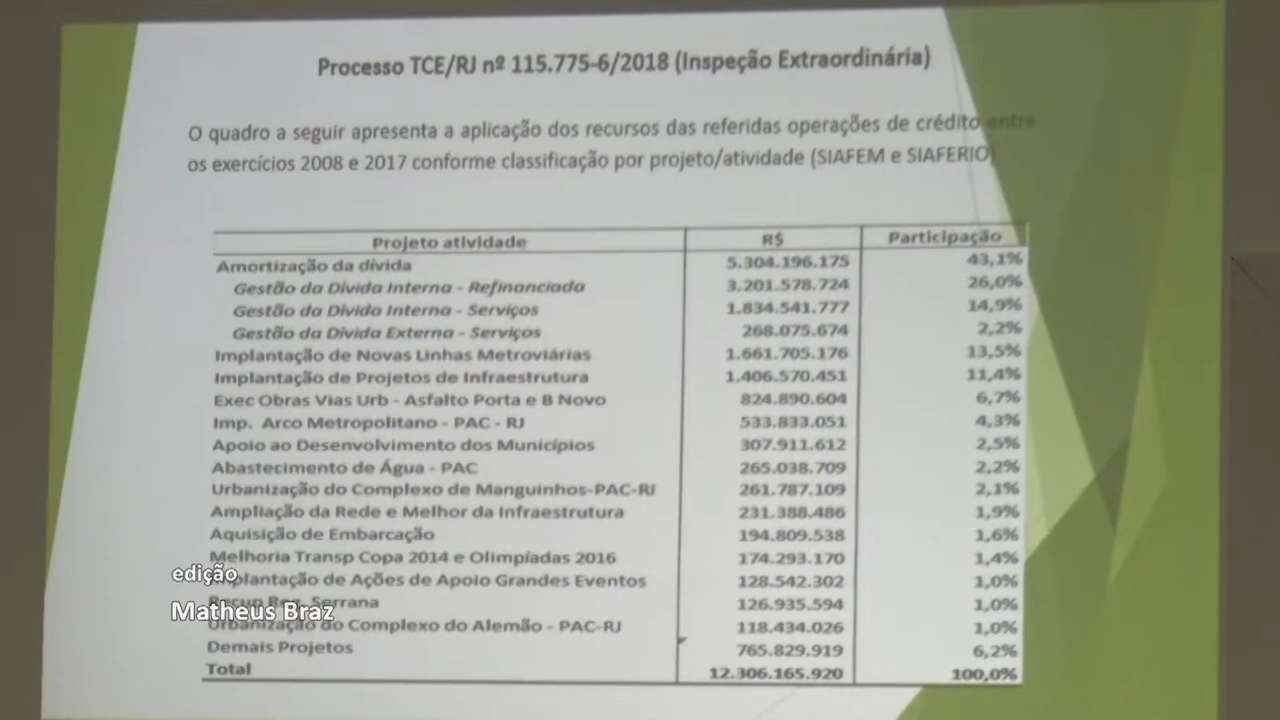 Processo TCE/RJ nº 115.775-6/2018 (Inspeção Extraordinária)
O quadro a seguir apresenta a aplicação dos recursos das referidas operações de crédito entre
os exercícios 2008 e 2017 conforme classificação por projeto/atividade (SIAFEM e SIAFERIO)
Projeto atividade R$ Participação
Amortização da dívida 5.304.196.175 43,1%
Gestão da Dívida Interna - Refinanciada 3.201.578.724 26,0%
Gestão da Dívida Interna - Serviços 1.834.541.777 14,9%
Gestão da Dívida Externa - Serviços 268.075.674 2,2%
Implantação de Novas Linhas Metroviárias 1.661.705.176 13,5%
Implantação de Projetos de Infraestrutura 1.406.570.451 11,4%
Exec Obras Vias Urb - Asfalto Porta e B Novo 824.890.604 6,7%
Imp. Arco Metropolitano - PAC - RJ 533.833.051 4,3%
Apoio ao Desenvolvimento dos Municípios 307.911.612 2,5%
Abastecimento de Água - PAC 265.038.709 2,2%
Urbanização do Complexo de Manguinhos-PAC-RJ 261.787.109 2,1%
Ampliação da Rede e Melhor da Infraestrutura 231.388.486 1,9%
Aquisição de Embarcação 194.809.538 1,6%
Melhoria Transp Copa 2014 e Olimpíadas 2016 174.293.170 1,4%
Implantação de Ações de Apoio Grandes Eventos 128.542.302 1,0%
Recup Reg. Serrana 126.935.594 1,0%
Urbanização do Complexo do Alemão - PAC-RJ 118.434.026 1,0%
Demais Projetos 765.829.919 6,2%
Total 12.306.165.920 100,0%
edição
Matheus Braz